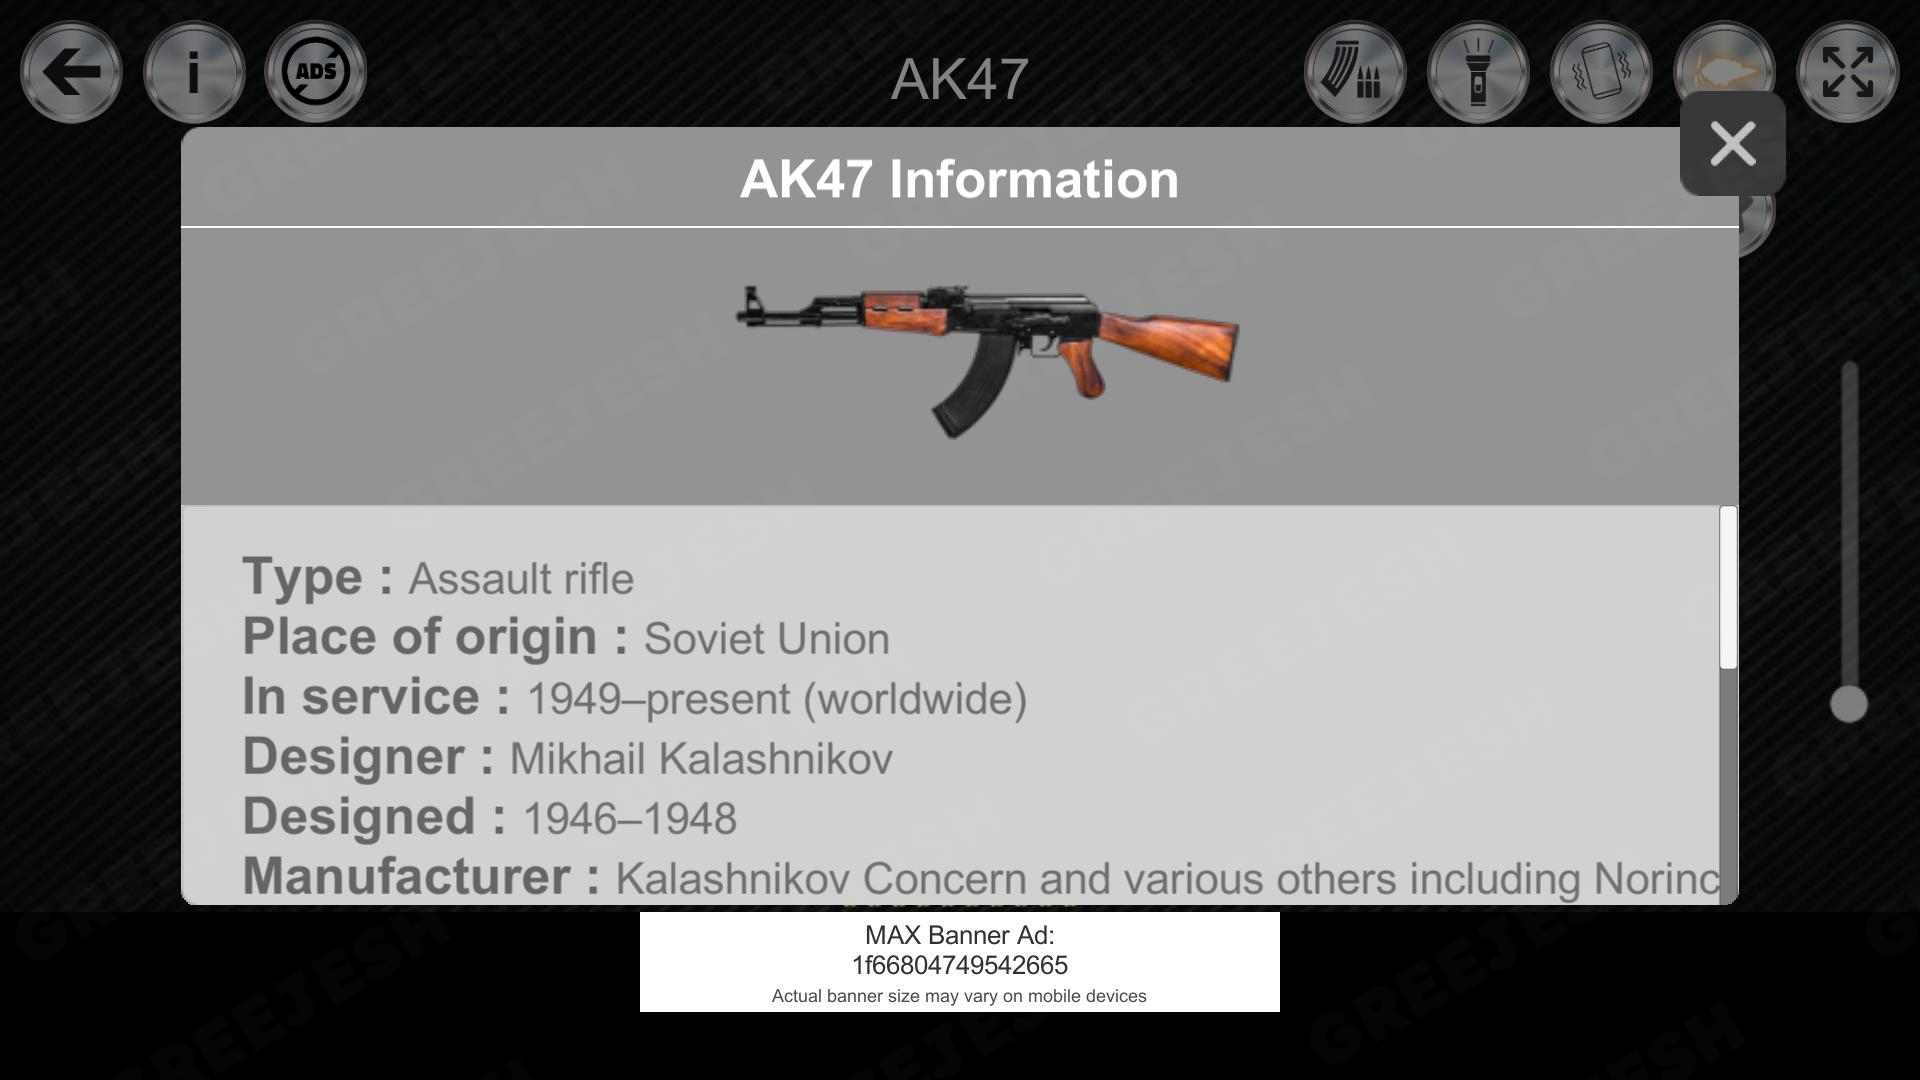 i
ADS
AK47
AK47 Information
Type : Assault rifle
Place of origin : Soviet Union
In service : 1949–present (worldwide)
Designer : Mikhail Kalashnikov
Designed : 1946–1948
Manufacturer : Kalashnikov Concern and various others including Norinc
MAX Banner Ad:
1f66804749542665
Actual banner size may vary on mobile devices
GREEJESH